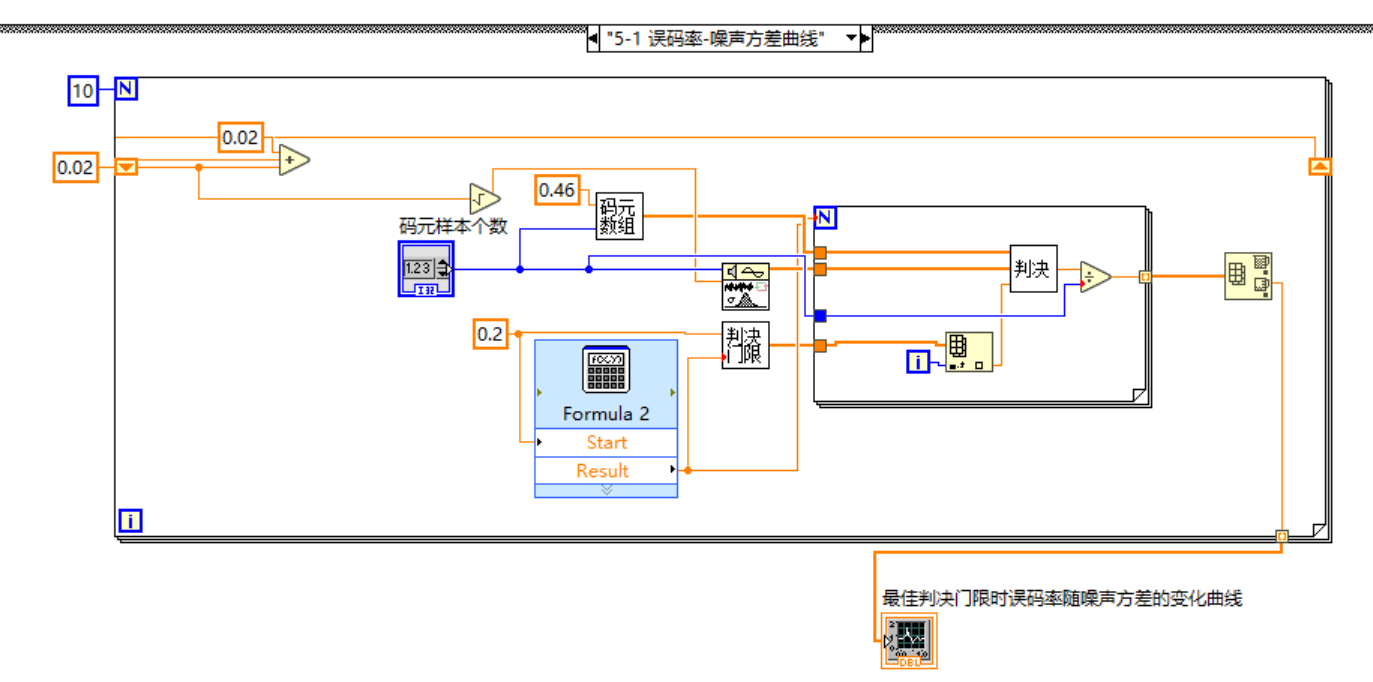 "5-1 误码率-噪声方差曲线"
10
N
0.02
0.02
+
√
0.46
码元
数组
N
码元样本个数
1.23
I32
判决
÷
σ
0.2
判决
门限
i
F(X,Y)
Formula 2
Start
Result
i
最佳判决门限时误码率随噪声方差的变化曲线
DBL